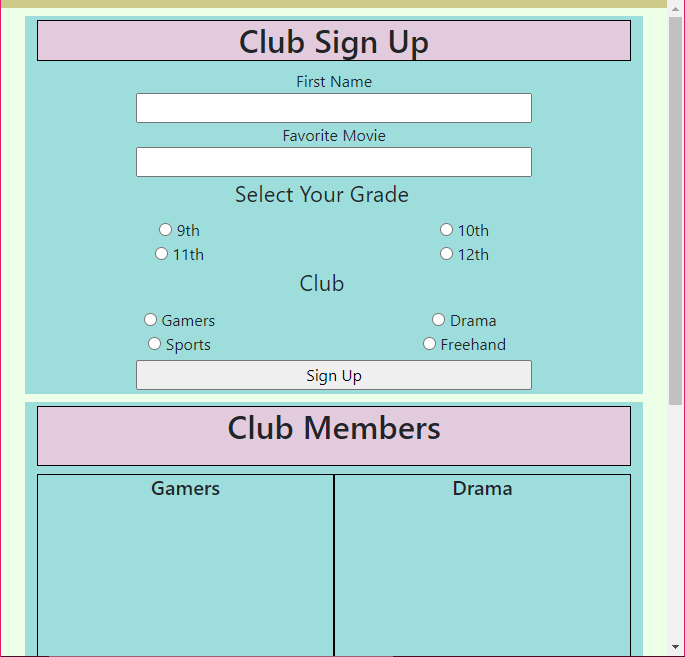 Club Sign Up
First Name
Favorite Movie
Select Your Grade
9th 10th
11th 12th
Club
Gamers Drama
Sports Freehand
Sign Up
Club Members
Gamers Drama